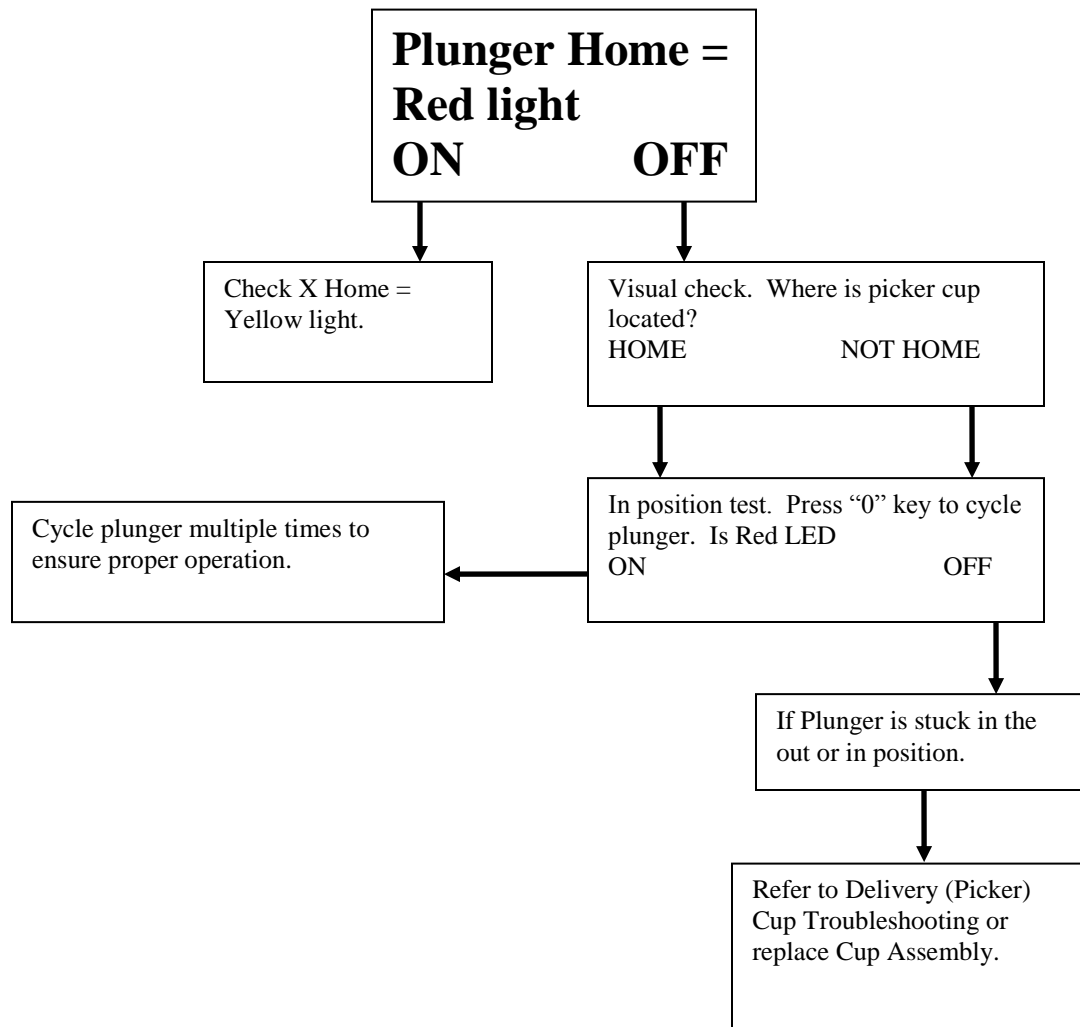 Plunger Home =
Red light
ON OFF
Check X Home =
Yellow light.
Visual check. Where is picker cup
located?
HOME NOT HOME
In position test. Press “0” key to cycle
plunger. Is Red LED
ON OFF
Cycle plunger multiple times to
ensure proper operation.
If Plunger is stuck in the
out or in position.
Refer to Delivery (Picker)
Cup Troubleshooting or
replace Cup Assembly.